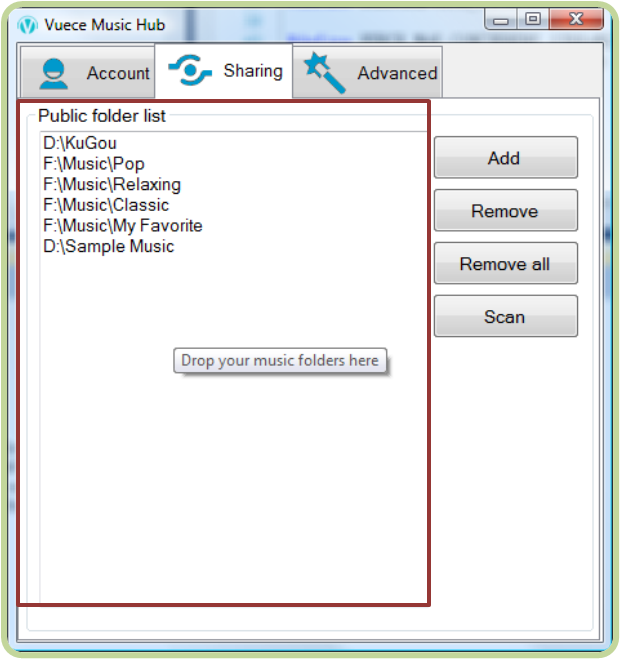 Vuece Music Hub
Account
Sharing
Advanced
Public folder list
D:\KuGou
F:\Music\Pop
F:\Music\Relaxing
F:\Music\Classic
F:\Music\My Favorite
D:\Sample Music
Add
Remove
Remove all
Scan
Drop your music folders here